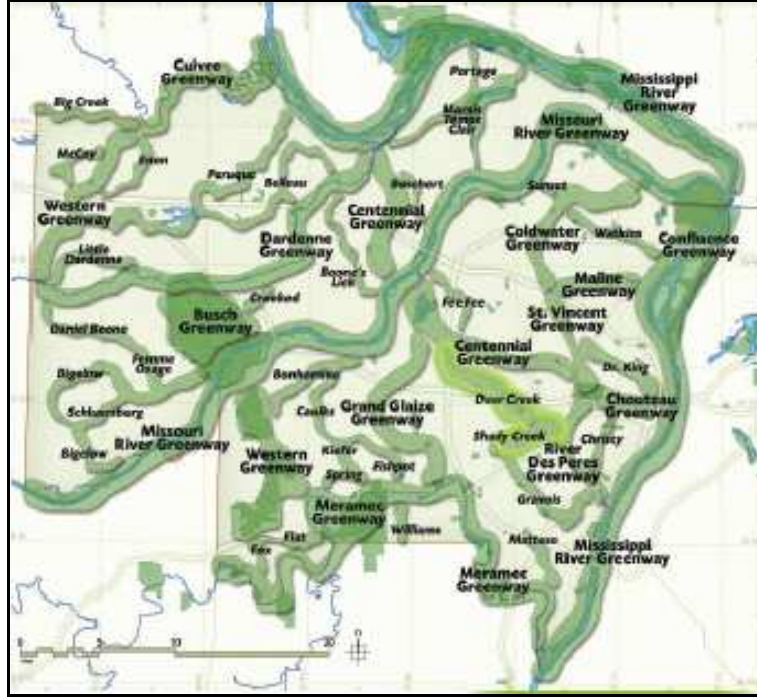 Cuivre
Greenway
Big Creek
McCoy
Peruque
Belleau
Western
Greenway
Little
Dardenne
Dardenne
Greenway
Portage
Marais
Temps
Clair
Mississippi
River
Greenway
Missouri
River Greenway
Centennial
Greenway
Sunset
Coldwater
Greenway
Watkins
Confluence
Greenway
Boone's
Lick
Crooked
Busch
Greenway
Maline
Greenway
St. Vincent
Greenway
Fee Fee
Daniel Boone
Femme
Osage
Bigelow
Schluersburg
Bigelow
Missouri
River Greenway
Bonhomme
Caulks
Grand Glaize
Greenway
Centennial
Greenway
Dr. King
Deer Creek
Chouteau
Greenway
Shady Creek
Christy
River
Des Peres
Greenway
Western
Greenway
Kiefer
Spring
Fishpot
Gravois
Meramec
Greenway
Flat
Fox
Williams
Mattese
Mississippi
River Greenway
Meramec
Greenway
0 5 10 20